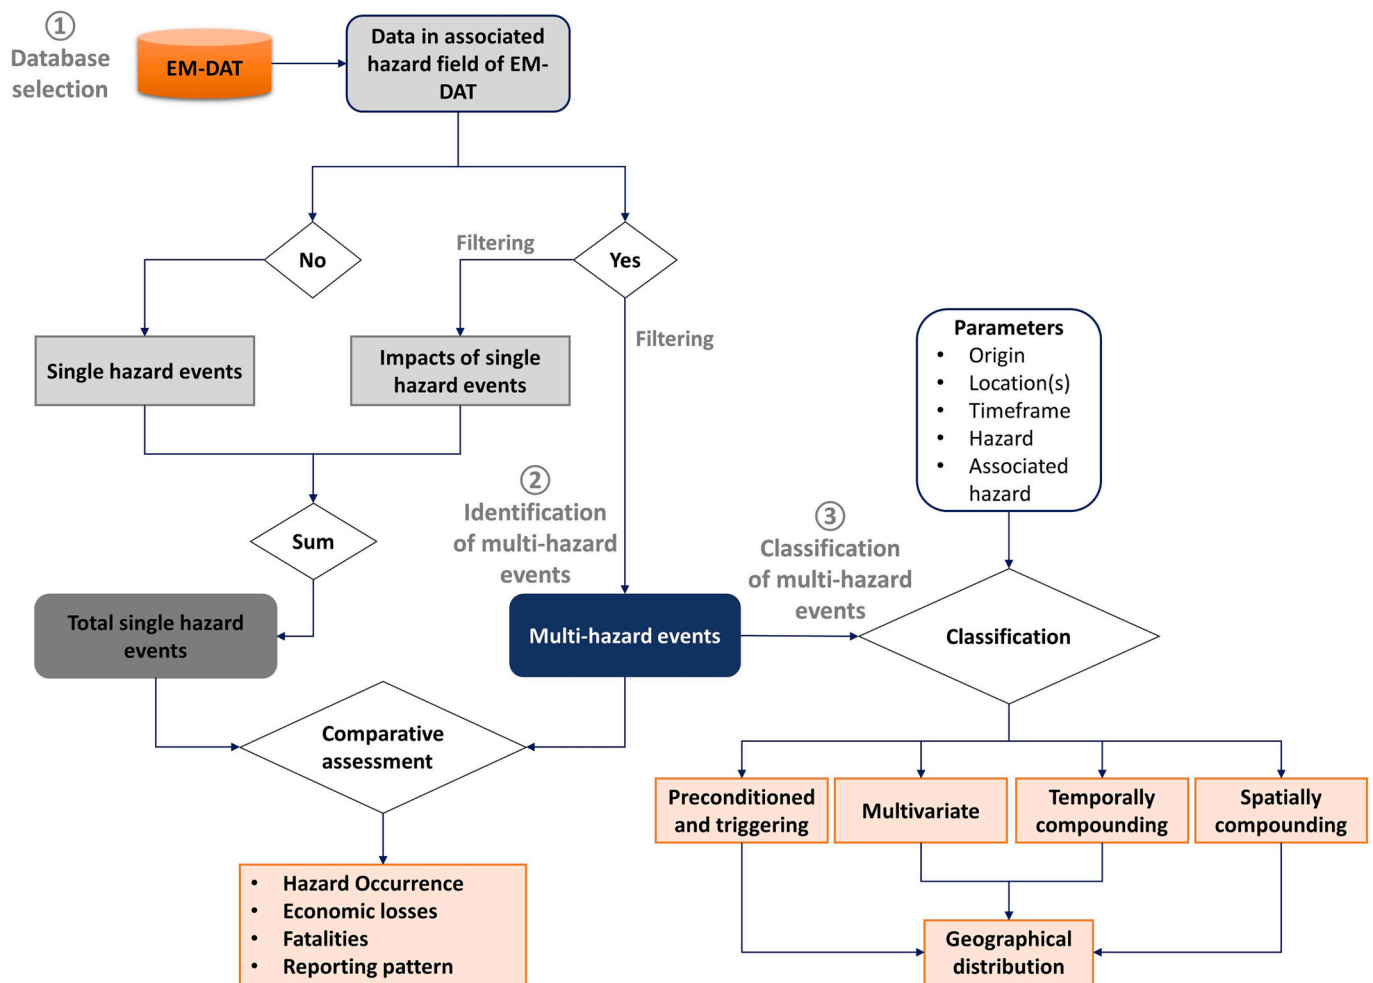 ①
Database
selection
EM-DAT
Data in associated
hazard field of EM-
DAT
No
Filtering
Yes
Filtering
Single hazard events
Impacts of single
hazard events
Parameters
• Origin
• Location(s)
• Timeframe
• Hazard
• Associated
hazard
Sum
②
Identification
of multi-hazard
events
③
Classification
of multi-hazard
events
Total single hazard
events
Multi-hazard events
Classification
Comparative
assessment
Preconditioned
and triggering
Multivariate
Temporally
compounding
Spatially
compounding
• Hazard Occurrence
• Economic losses
• Fatalities
• Reporting pattern
Geographical
distribution